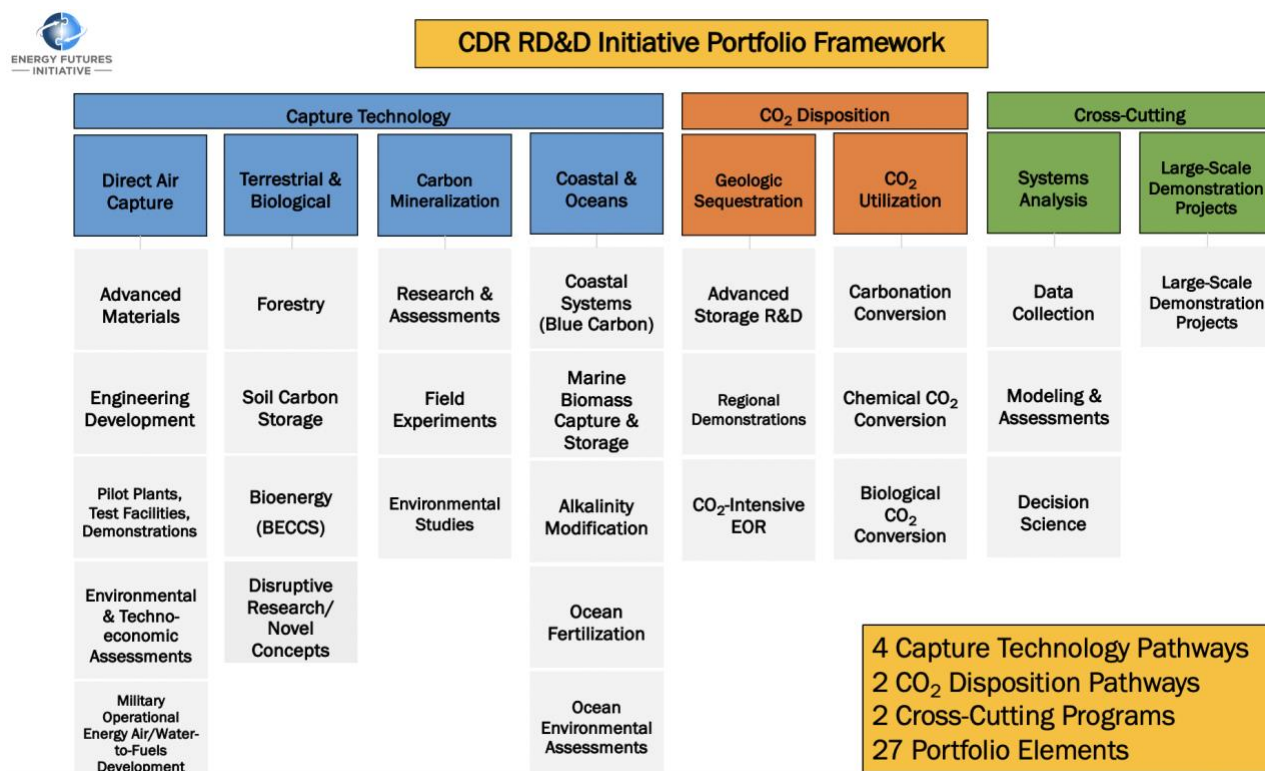 ENERGY FUTURES
INITIATIVE
CDR RD&D Initiative Portfolio Framework
Capture Technology
CO₂ Disposition
Cross-Cutting
Direct Air
Capture
Terrestrial &
Biological
Carbon
Mineralization
Coastal &
Oceans
Geologic
Sequestration
CO₂
Utilization
Systems
Analysis
Large-Scale
Demonstration
Projects
Advanced
Materials
Forestry
Research &
Assessments
Coastal
Systems
(Blue Carbon)
Advanced
Storage R&D
Carbonation
Conversion
Data
Collection
Large-Scale
Demonstration
Projects
Engineering
Development
Soil Carbon
Storage
Field
Experiments
Marine
Biomass
Capture &
Storage
Regional
Demonstrations
Chemical CO₂
Conversion
Modeling &
Assessments
Pilot Plants,
Test Facilities,
Demonstrations
Bioenergy
(BECCS)
Environmental
Studies
Alkalinity
Modification
CO₂-Intensive
EOR
Biological
CO₂
Conversion
Decision
Science
Environmental
& Techno-
economic
Assessments
Disruptive
Research/
Novel
Concepts
Ocean
Fertilization
Military
Operational
Energy Air/Water-
to-Fuels
Development
Ocean
Environmental
Assessments
4 Capture Technology Pathways
2 CO₂ Disposition Pathways
2 Cross-Cutting Programs
27 Portfolio Elements